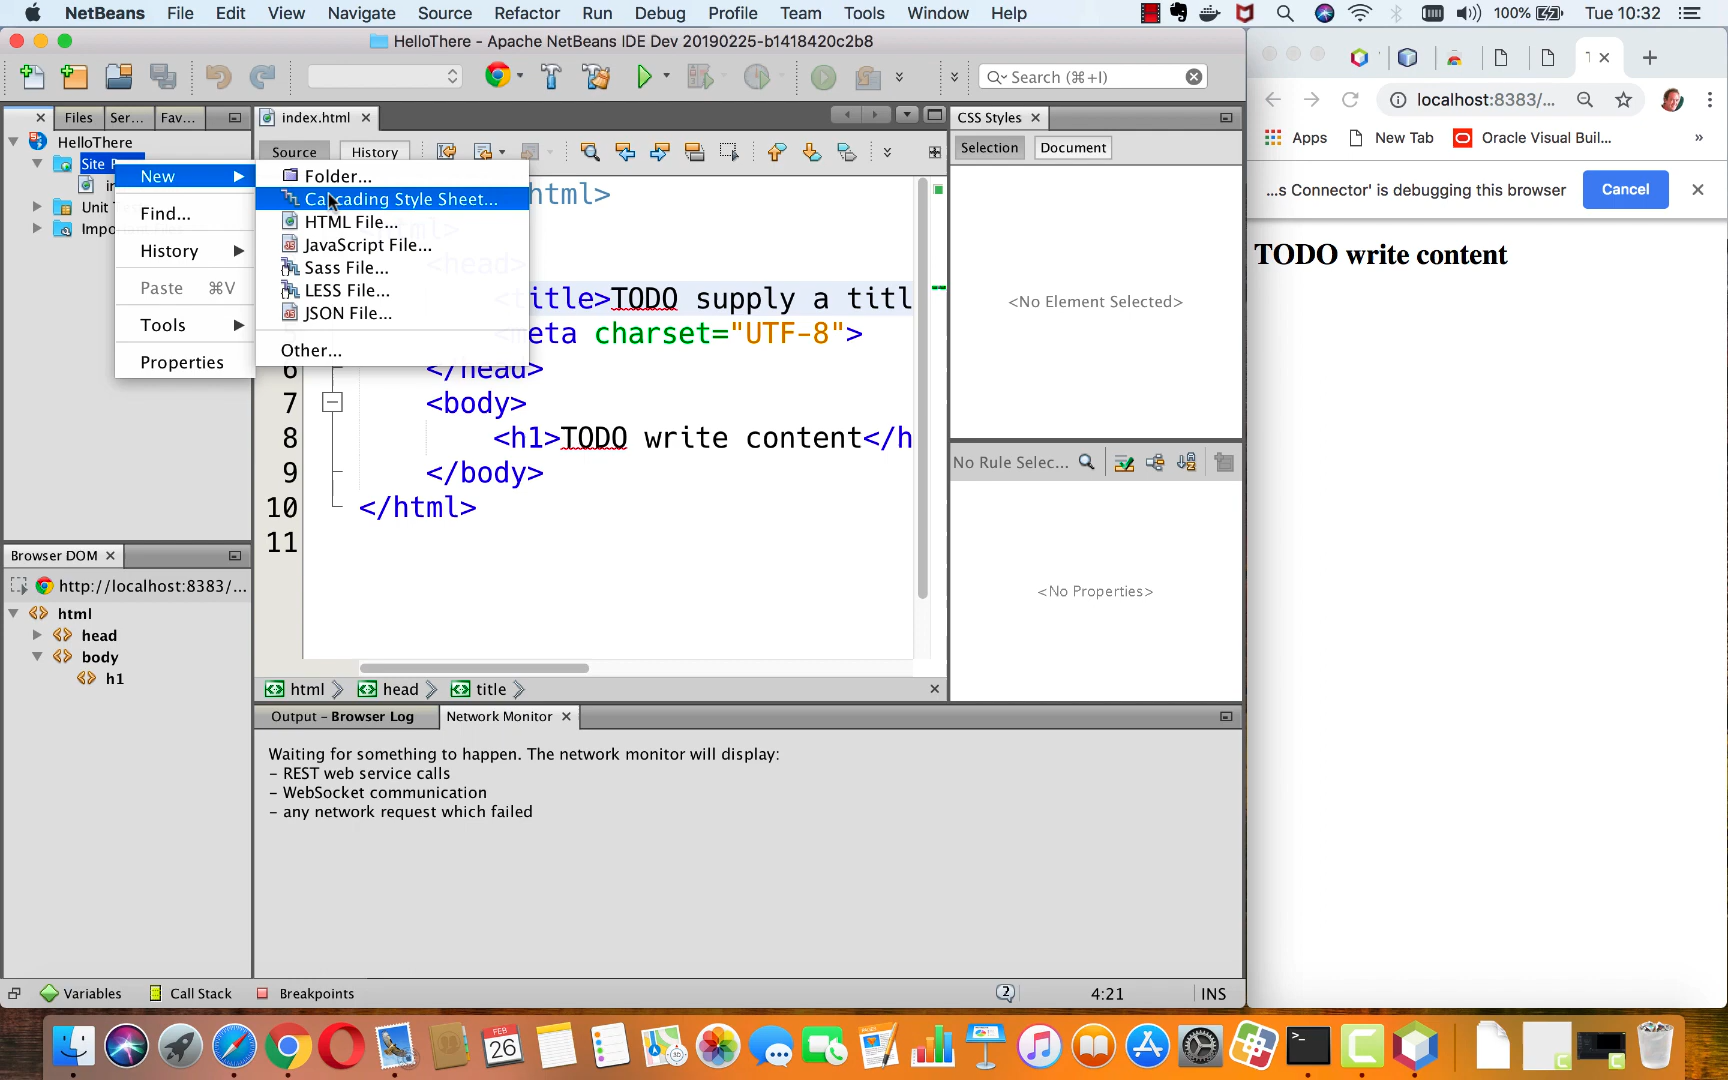 NetBeans File Edit View Navigate Source Refactor Run Debug Profile Team Tools Window Help 100% Tue 10:32
HelloThere - Apache NetBeans IDE Dev 20190225-b1418420c2b8
Search (⌘+I)
Files Ser... Fav...
index.html
CSS Styles
Source History
Selection Document
HelloThere
Site
Unit
Impo
New
Find...
History
Paste ⌘V
Tools
Properties
Folder...
Cascading Style Sheet...
HTML File...
JavaScript File...
Sass File...
LESS File...
JSON File...
Other...
html>
<head>
<title>TODO supply a titl
meta charset="UTF-8">
6 </head>
7 <body>
8 <h1>TODO write content</h
9 </body>
10 </html>
11
<No Element Selected>
No Rule Selec...
<No Properties>
Browser DOM
http://localhost:8383/...
html
head
body
h1
html head title
Output - Browser Log Network Monitor
Waiting for something to happen. The network monitor will display:
- REST web service calls
- WebSocket communication
- any network request which failed
Variables Call Stack Breakpoints 2 4:21 INS
localhost:8383/...
Apps New Tab Oracle Visual Buil... »
...s Connector' is debugging this browser Cancel
TODO write content
FEB
26